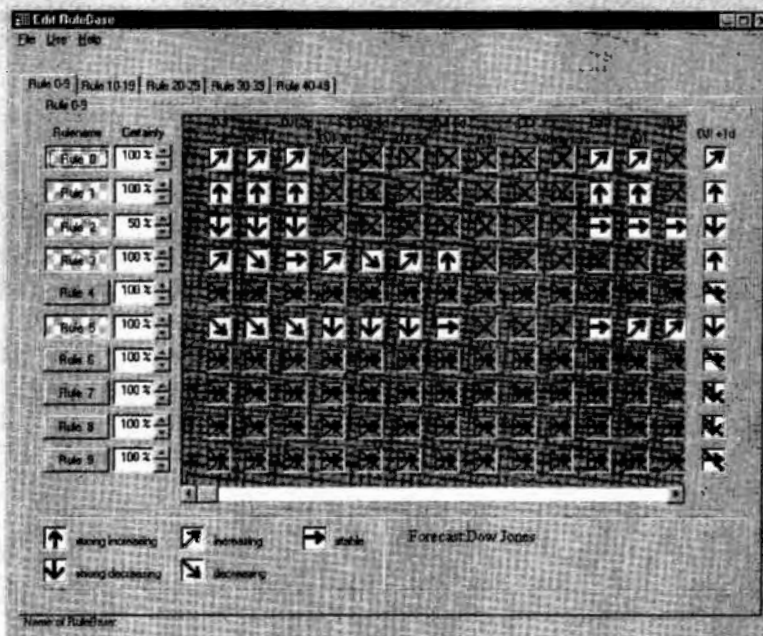 Edit RuleBase
File Use Help
Rule 0-9 Rule 10-19 Rule 20-29 Rule 30-39 Rule 40-49
Rule 0-9
Rulename Certainty
DJI +1d
Rule 0 100 %
Rule 1 100 %
Rule 2 50 %
Rule 3 100 %
Rule 4 100 %
Rule 5 100 %
Rule 6 100 %
Rule 7 100 %
Rule 8 100 %
Rule 9 100 %
strong increasing increasing stable Forecast:Dow Jones
strong decreasing decreasing
Name of RuleBase: